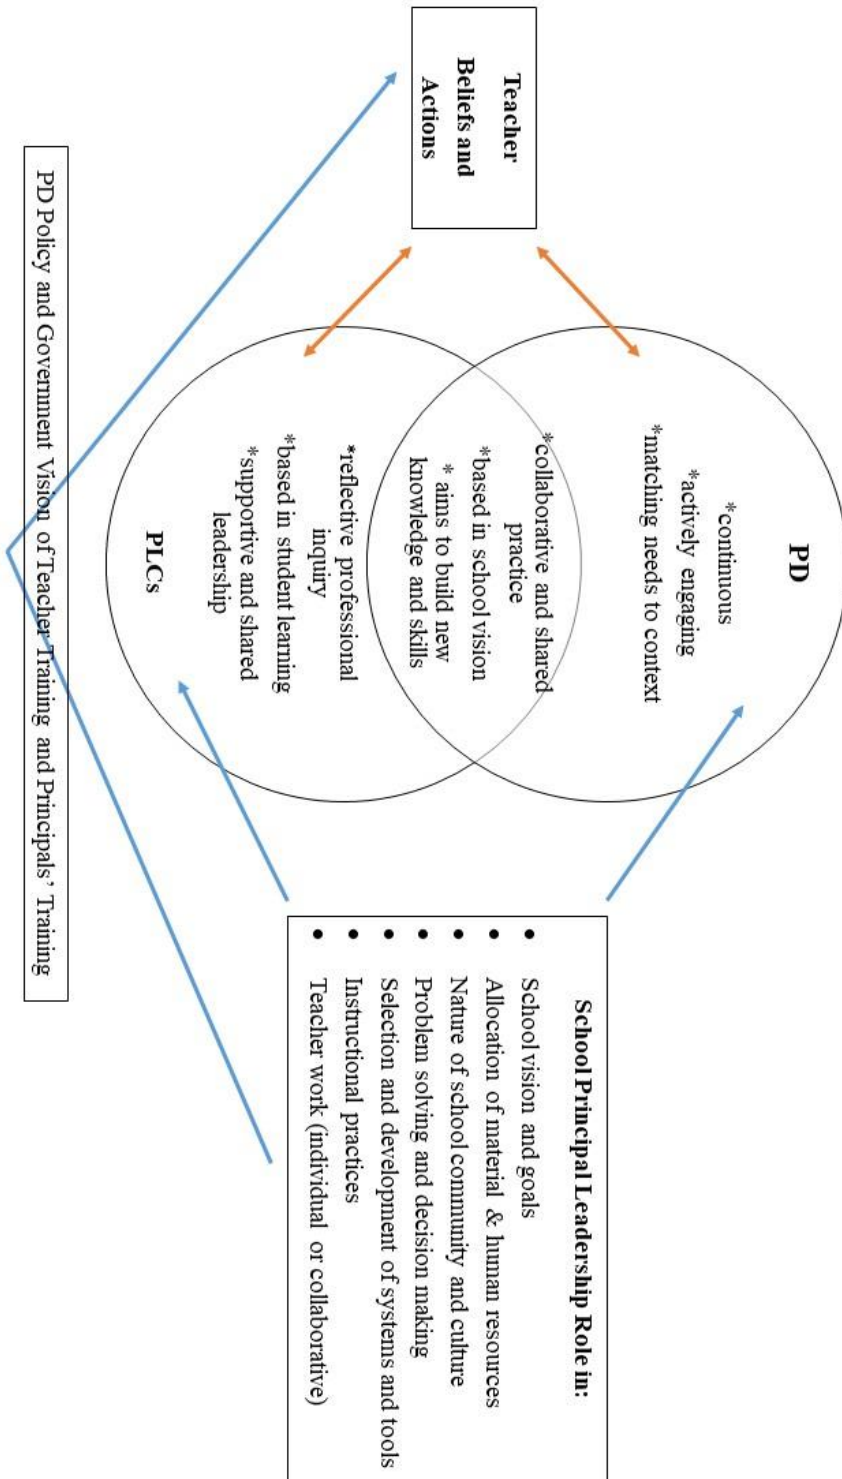 Teacher
Beliefs and
Actions
PD
*continuous
*actively engaging
*matching needs to context
*collaborative and shared
practice
*based in school vision
* aims to build new
knowledge and skills
*reflective professional
inquiry
*based in student learning
*supportive and shared
leadership
PLCs
School Principal Leadership Role in:
• School vision and goals
• Allocation of material & human resources
• Nature of school community and culture
• Problem solving and decision making
• Selection and development of systems and tools
• Instructional practices
• Teacher work (individual or collaborative)
PD Policy and Government Vision of Teacher Training and Principals’ Training